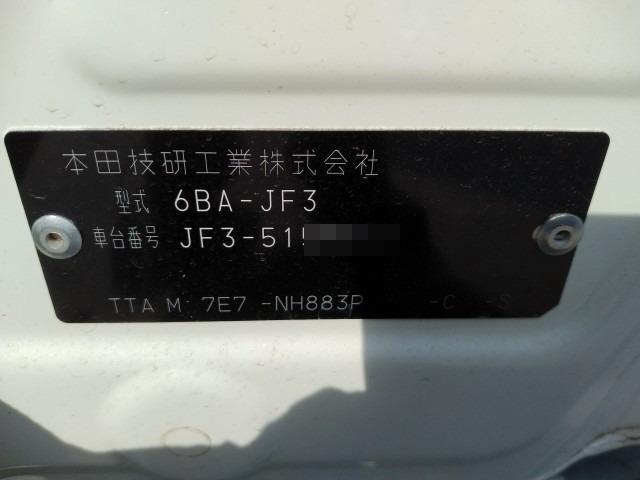 本田技研工業株式会社
型式 6BA-JF3
車台番号 JF3-515
TTA M 7E7 -NH883P -C -S